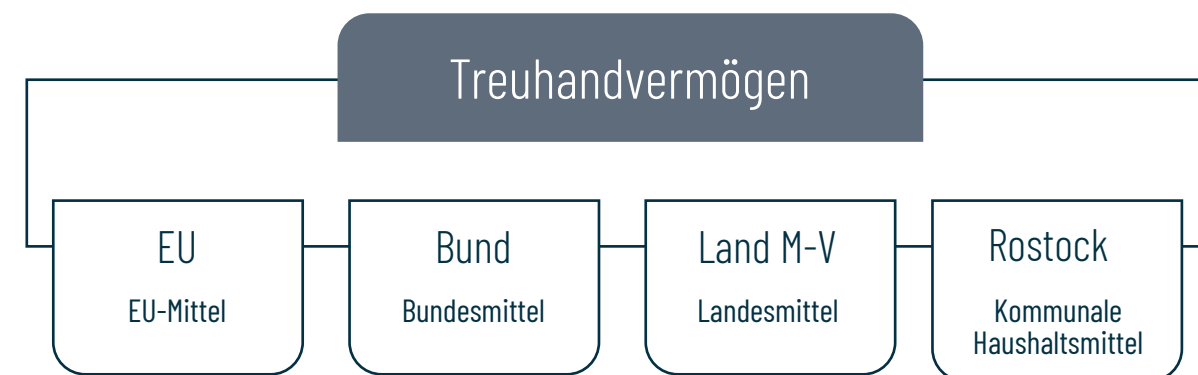 Treuhandvermögen
EU
EU-Mittel
Bund
Bundesmittel
Land M-V
Landesmittel
Rostock
Kommunale
Haushaltsmittel